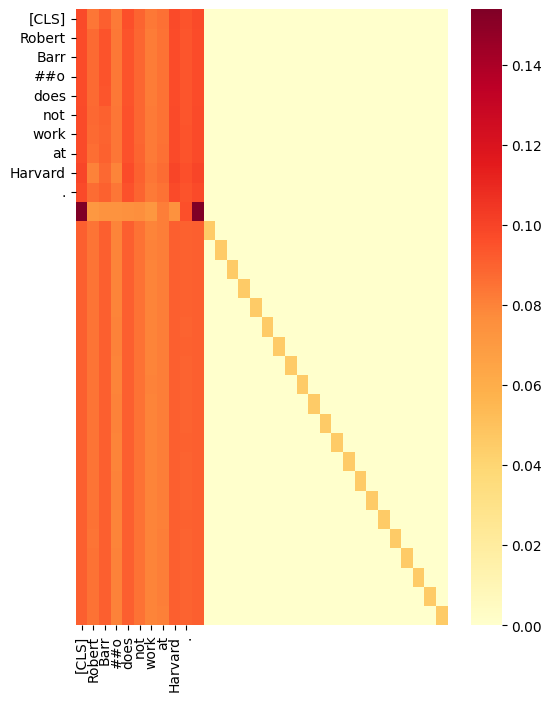 [CLS]
Robert
Barr
##o
does
not
work
at
Harvard
.
0.14
0.12
0.10
0.08
0.06
0.04
0.02
0.00
[CLS]
Robert
Barr
##o
does
not
work
at
Harvard
.